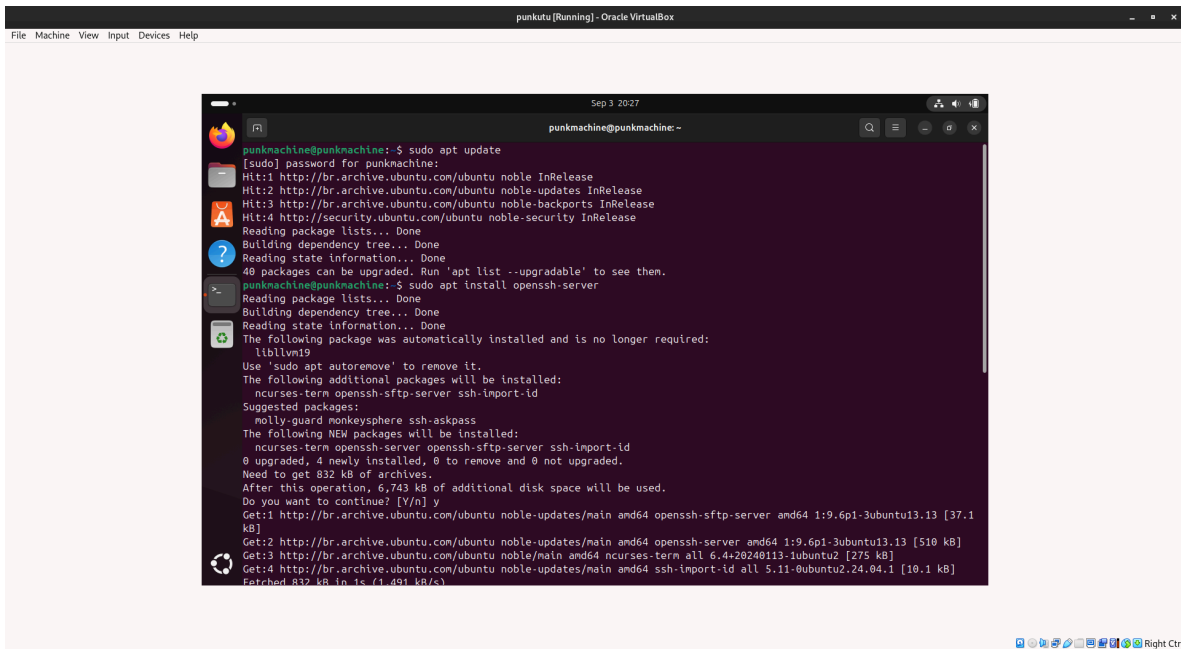 punkutu [Running] - Oracle VirtualBox
File Machine View Input Devices Help
Sep 3 20:27
punkmachine@punkmachine: ~
punkmachine@punkmachine:~$ sudo apt update
[sudo] password for punkmachine:
Hit:1 http://br.archive.ubuntu.com/ubuntu noble InRelease
Hit:2 http://br.archive.ubuntu.com/ubuntu noble-updates InRelease
Hit:3 http://br.archive.ubuntu.com/ubuntu noble-backports InRelease
Hit:4 http://security.ubuntu.com/ubuntu noble-security InRelease
Reading package lists... Done
Building dependency tree... Done
Reading state information... Done
40 packages can be upgraded. Run 'apt list --upgradable' to see them.
punkmachine@punkmachine:~$ sudo apt install openssh-server
Reading package lists... Done
Building dependency tree... Done
Reading state information... Done
The following package was automatically installed and is no longer required:
libllvm19
Use 'sudo apt autoremove' to remove it.
The following additional packages will be installed:
ncurses-term openssh-sftp-server ssh-import-id
Suggested packages:
molly-guard monkeysphere ssh-askpass
The following NEW packages will be installed:
ncurses-term openssh-server openssh-sftp-server ssh-import-id
0 upgraded, 4 newly installed, 0 to remove and 0 not upgraded.
Need to get 832 kB of archives.
After this operation, 6,743 kB of additional disk space will be used.
Do you want to continue? [Y/n] y
Get:1 http://br.archive.ubuntu.com/ubuntu noble-updates/main amd64 openssh-sftp-server amd64 1:9.6p1-3ubuntu13.13 [37.1
kB]
Get:2 http://br.archive.ubuntu.com/ubuntu noble-updates/main amd64 openssh-server amd64 1:9.6p1-3ubuntu13.13 [510 kB]
Get:3 http://br.archive.ubuntu.com/ubuntu noble/main amd64 ncurses-term all 6.4+20240113-1ubuntu2 [275 kB]
Get:4 http://br.archive.ubuntu.com/ubuntu noble-updates/main amd64 ssh-import-id all 5.11-0ubuntu2.24.04.1 [10.1 kB]
Fetched 832 kB in 1s (1,491 kB/s)
Right Ctr